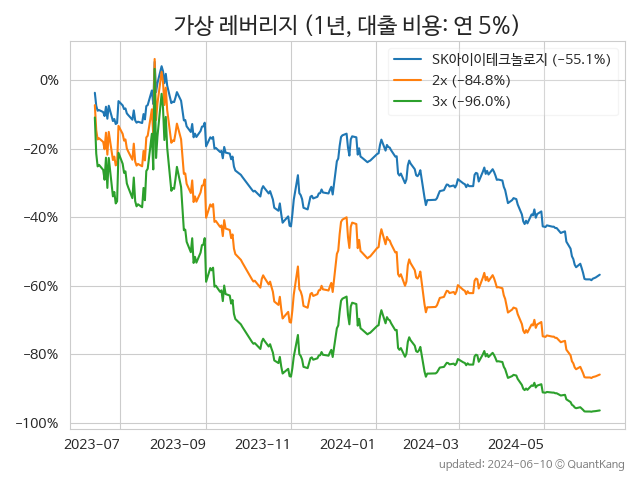 가상 레버리지 (1년, 대출 비용: 연 5%)
SK아이이테크놀로지 (−55.1%)
2x (−84.8%)
3x (−96.0%)
0%
−20%
−40%
−60%
−80%
−100%
2023-07 2023-09 2023-11 2024-01 2024-03 2024-05
updated: 2024-06-10 © QuantKang